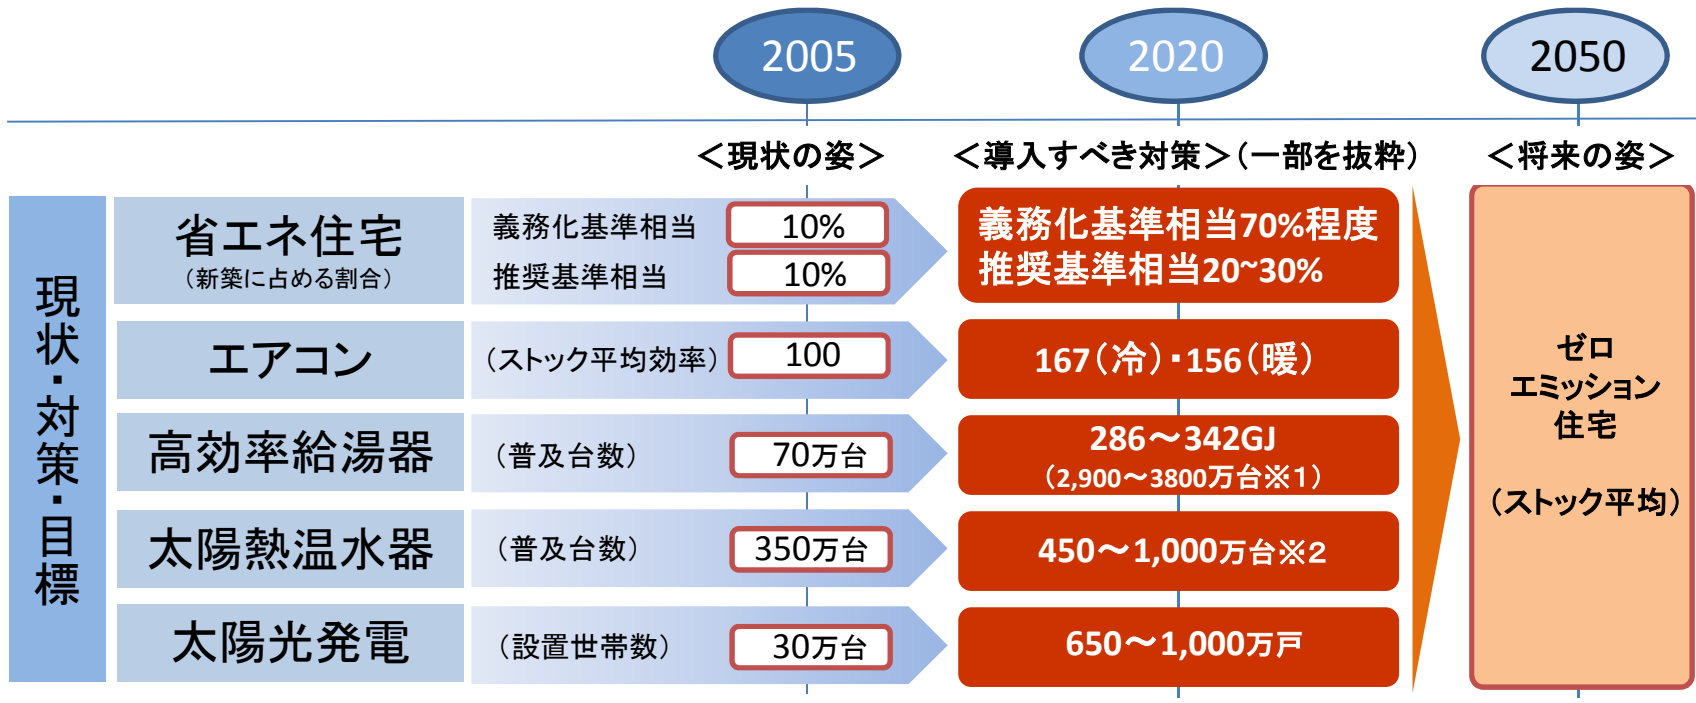 2005
2020
2050
＜現状の姿＞
＜導入すべき対策＞（一部を抜粋）
＜将来の姿＞
現状・対策・目標
省エネ住宅
（新築に占める割合）
義務化基準相当
10%
推奨基準相当
10%
義務化基準相当70%程度
推奨基準相当20~30%
エアコン
（ストック平均効率）
100
167（冷）・156（暖）
高効率給湯器
（普及台数）
70万台
286～342GJ
（2,900～3800万台※1）
太陽熱温水器
（普及台数）
350万台
450～1,000万台※2
太陽光発電
（設置世帯数）
30万台
650～1,000万戸
ゼロ
エミッション
住宅
（ストック平均）